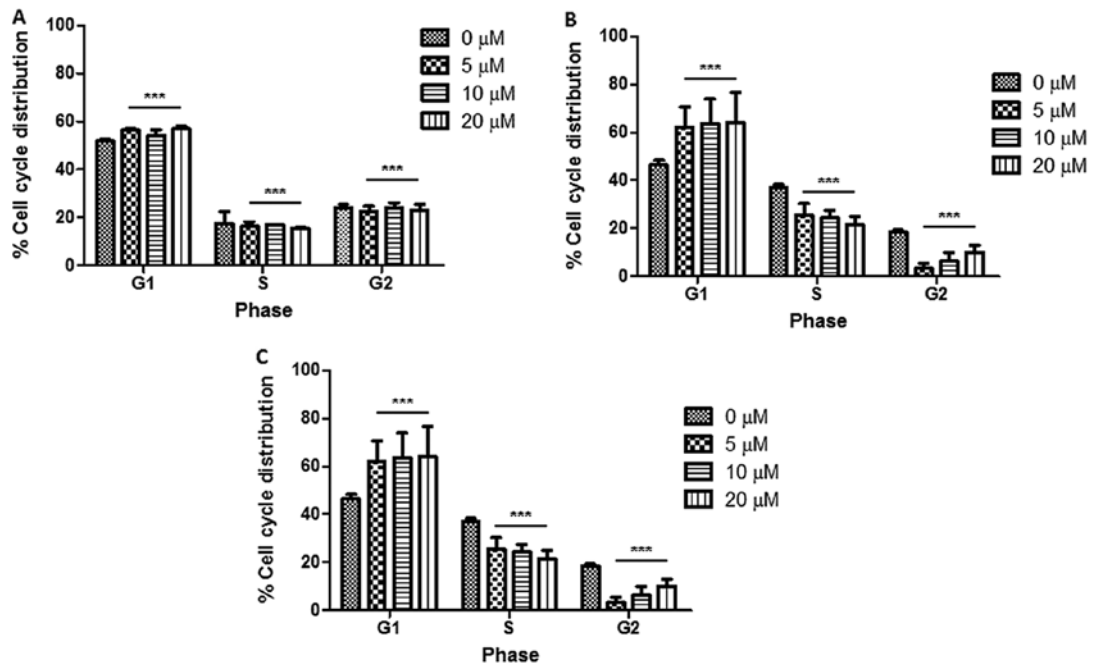 A
% Cell cycle distribution
100
80
60
40
20
0
***
***
***
G1 S G2
Phase
0 μM
5 μM
10 μM
20 μM
B
% Cell cycle distribution
100
80
60
40
20
0
***
***
***
G1 S G2
Phase
0 μM
5 μM
10 μM
20 μM
C
% Cell cycle distribution
100
80
60
40
20
0
***
***
***
G1 S G2
Phase
0 μM
5 μM
10 μM
20 μM